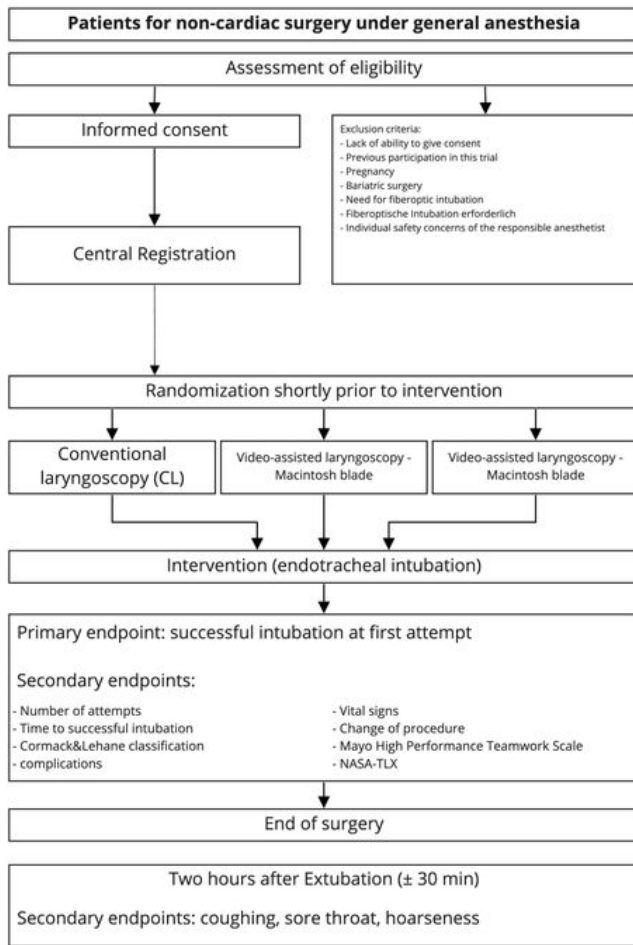 Patients for non-cardiac surgery under general anesthesia
Assessment of eligibility
Informed consent
Exclusion criteria:
- Lack of ability to give consent
- Previous participation in this trial
- Pregnancy
- Bariatric surgery
- Need for fiberoptic intubation
- Fiberoptische Intubation erforderlich
- Individual safety concerns of the responsible anesthetist
Central Registration
Randomization shortly prior to intervention
Conventional
laryngoscopy (CL)
Video-assisted laryngoscopy -
Macintosh blade
Video-assisted laryngoscopy -
Macintosh blade
Intervention (endotracheal intubation)
Primary endpoint: successful intubation at first attempt
Secondary endpoints:
- Number of attempts
- Time to successful intubation
- Cormack&Lehane classification
- complications
- Vital signs
- Change of procedure
- Mayo High Performance Teamwork Scale
- NASA-TLX
End of surgery
Two hours after Extubation (± 30 min)
Secondary endpoints: coughing, sore throat, hoarseness